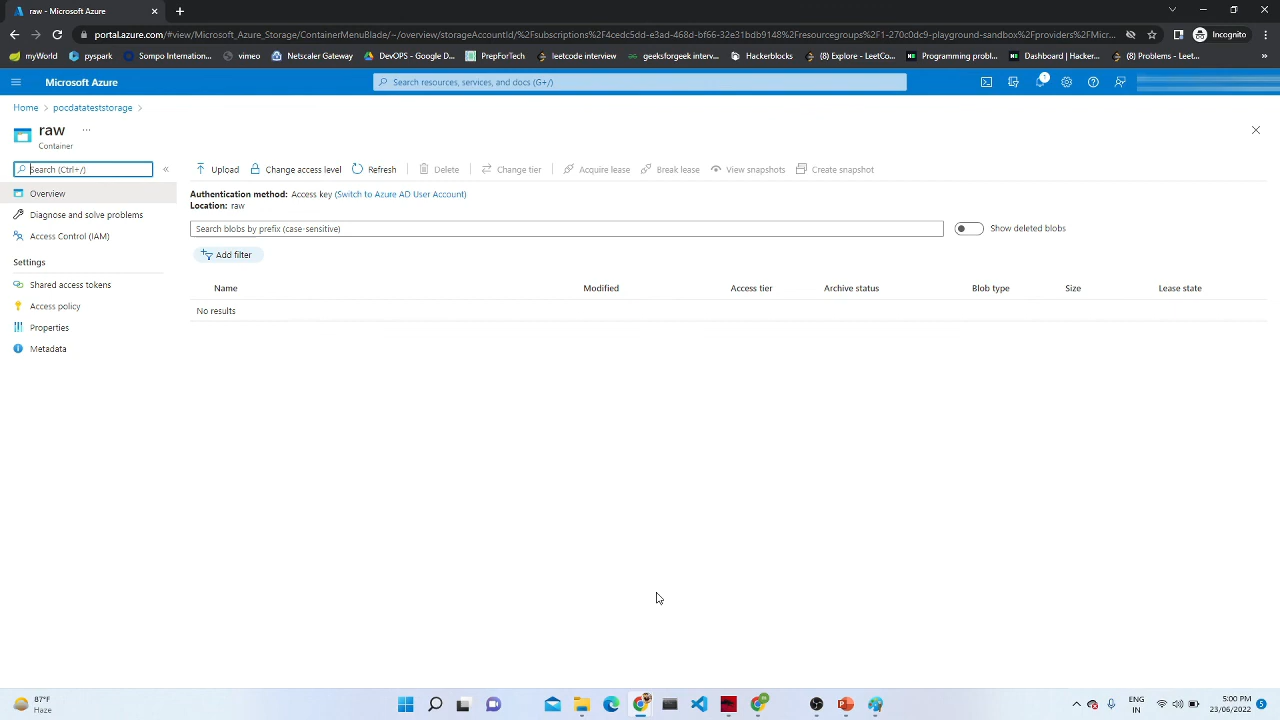 raw - Microsoft Azure
portal.azure.com/#view/Microsoft_Azure_Storage/ContainerMenuBlade/~/overview/storageAccountId/%2Fsubscriptions%2F4cedc5dd-e3ad-468d-bf66-32e31bdb9148%2Fresourcegroups%2F1-270c0dc9-playground-sandbox%2Fproviders%2FMicr... Incognito
myWorld pyspark Sompo Internation... vimeo Netscaler Gateway DevOPS - Google D... PrepForTech leetcode interview geeksforgeek interv... Hackerblocks (8) Explore - LeetCo... Programming probl... Dashboard | Hacker... (8) Problems - Leet... »
Microsoft Azure Search resources, services, and docs (G+/) 1
Home > pocdatateststorage >
raw ...
Container
Search (Ctrl+/) «
Upload Change access level Refresh Delete Change tier Acquire lease Break lease View snapshots Create snapshot
Overview
Diagnose and solve problems
Access Control (IAM)
Settings
Shared access tokens
Access policy
Properties
Metadata
Authentication method: Access key (Switch to Azure AD User Account)
Location: raw
Search blobs by prefix (case-sensitive) Show deleted blobs
Add filter
Name Modified Access tier Archive status Blob type Size Lease state
No results
87°F
Haze
ENG
IN
5:00 PM
23/06/2022
5